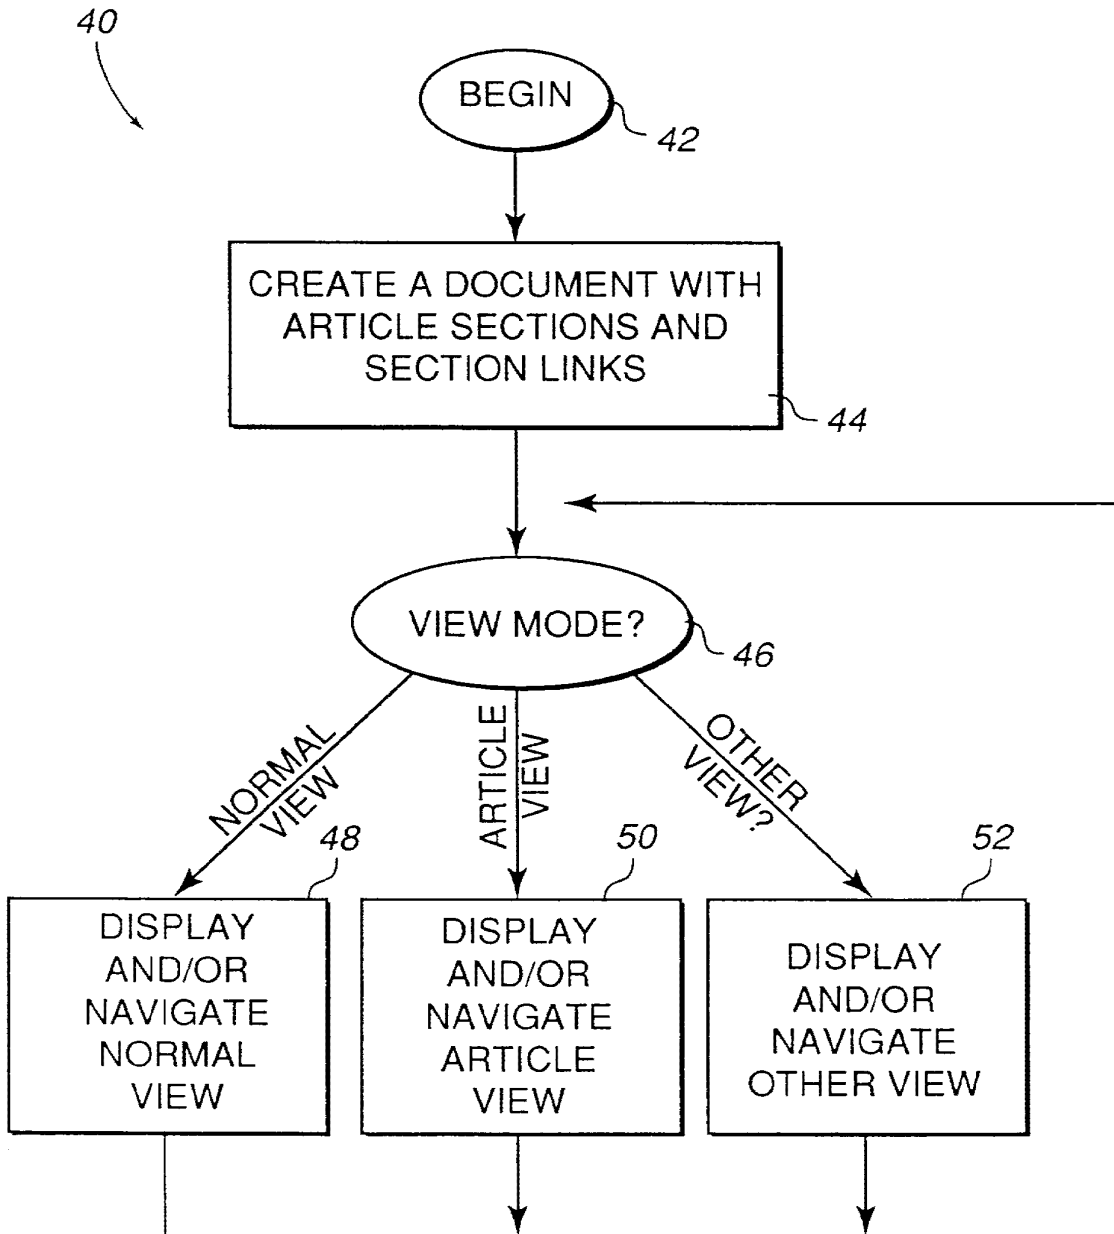 40
BEGIN
42
CREATE A DOCUMENT WITH
ARTICLE SECTIONS AND
SECTION LINKS
44
VIEW MODE?
46
NORMAL
VIEW
ARTICLE
VIEW
OTHER
VIEW?
48
DISPLAY
AND/OR
NAVIGATE
NORMAL
VIEW
50
DISPLAY
AND/OR
NAVIGATE
ARTICLE
VIEW
52
DISPLAY
AND/OR
NAVIGATE
OTHER VIEW